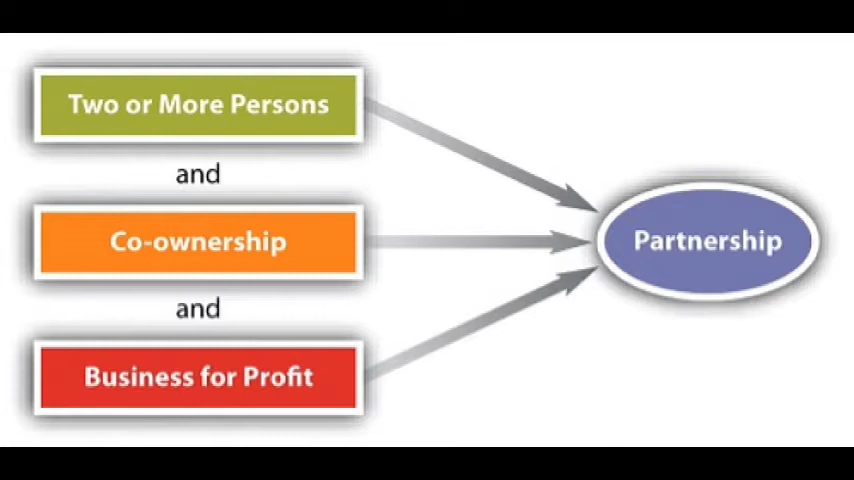 Two or More Persons
and
Co-ownership
and
Business for Profit
Partnership